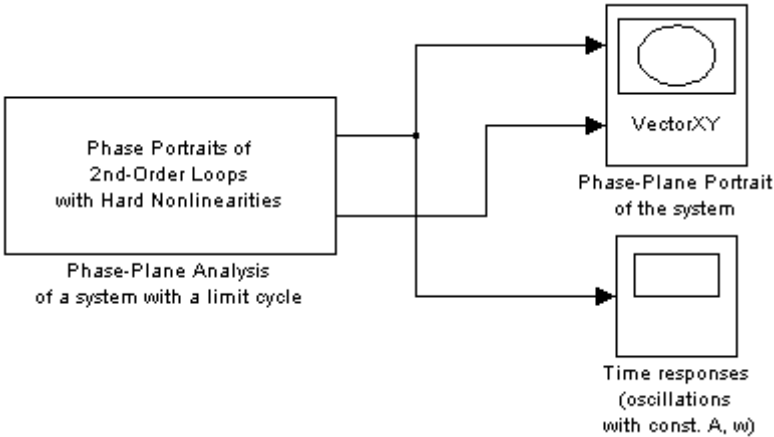 Phase Portraits of
2nd-Order Loops
with Hard Nonlinearities
Phase-Plane Analysis
of a system with a limit cycle
VectorXY
Phase-Plane Portrait
of the system
Time responses
(oscillations
with const. A, w)